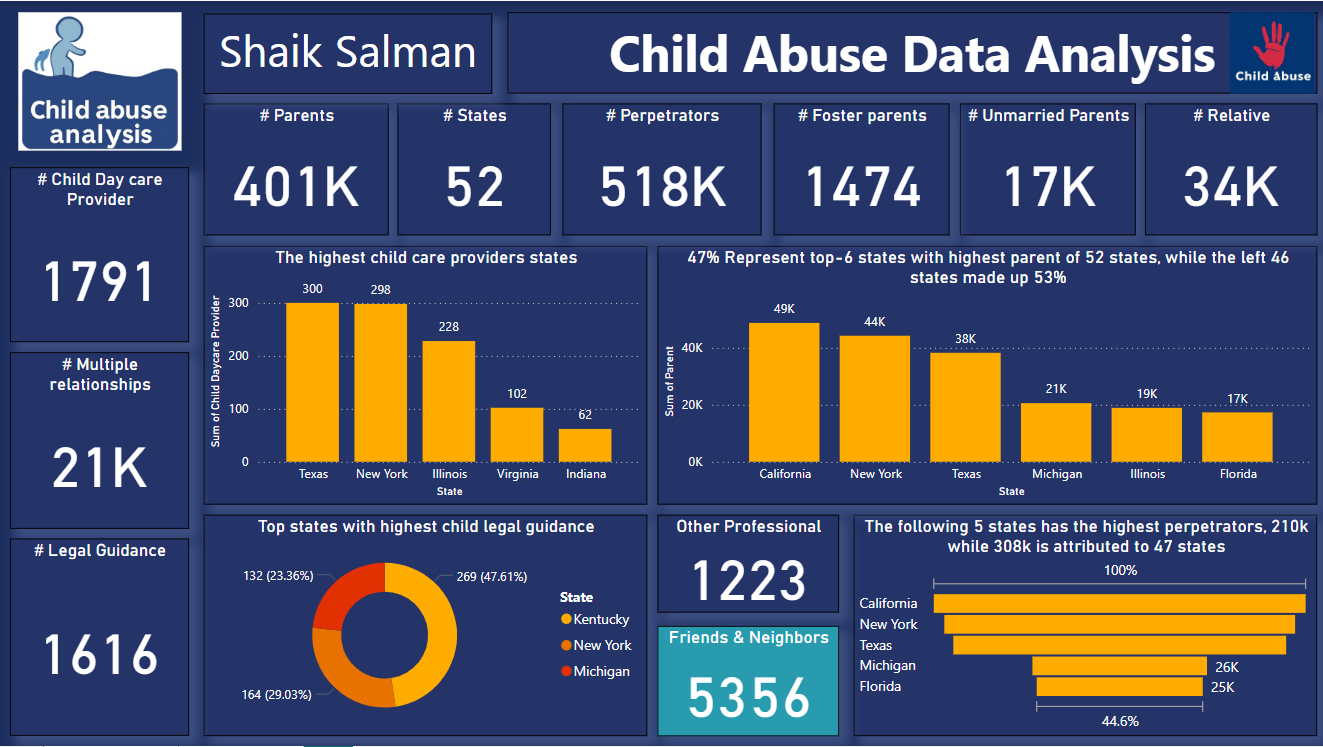 Child abuse
analysis
Shaik Salman
Child Abuse Data Analysis
Child abuse
# Parents
401K
# States
52
# Perpetrators
518K
# Foster parents
1474
# Unmarried Parents
17K
# Relative
34K
# Child Day care
Provider
1791
# Multiple
relationships
21K
# Legal Guidance
1616
The highest child care providers states
Sum of Child Daycare Provider
300
200
100
0
300
298
228
102
62
Texas
New York
Illinois
Virginia
Indiana
State
47% Represent top-6 states with highest parent of 52 states, while the left 46
states made up 53%
Sum of Parent
40K
20K
0K
49K
44K
38K
21K
19K
17K
California
New York
Texas
Michigan
Illinois
Florida
State
Top states with highest child legal guidance
132 (23.36%)
269 (47.61%)
164 (29.03%)
State
Kentucky
New York
Michigan
Other Professional
1223
Friends & Neighbors
5356
The following 5 states has the highest perpetrators, 210k
while 308k is attributed to 47 states
100%
California
New York
Texas
Michigan
26K
Florida
25K
44.6%